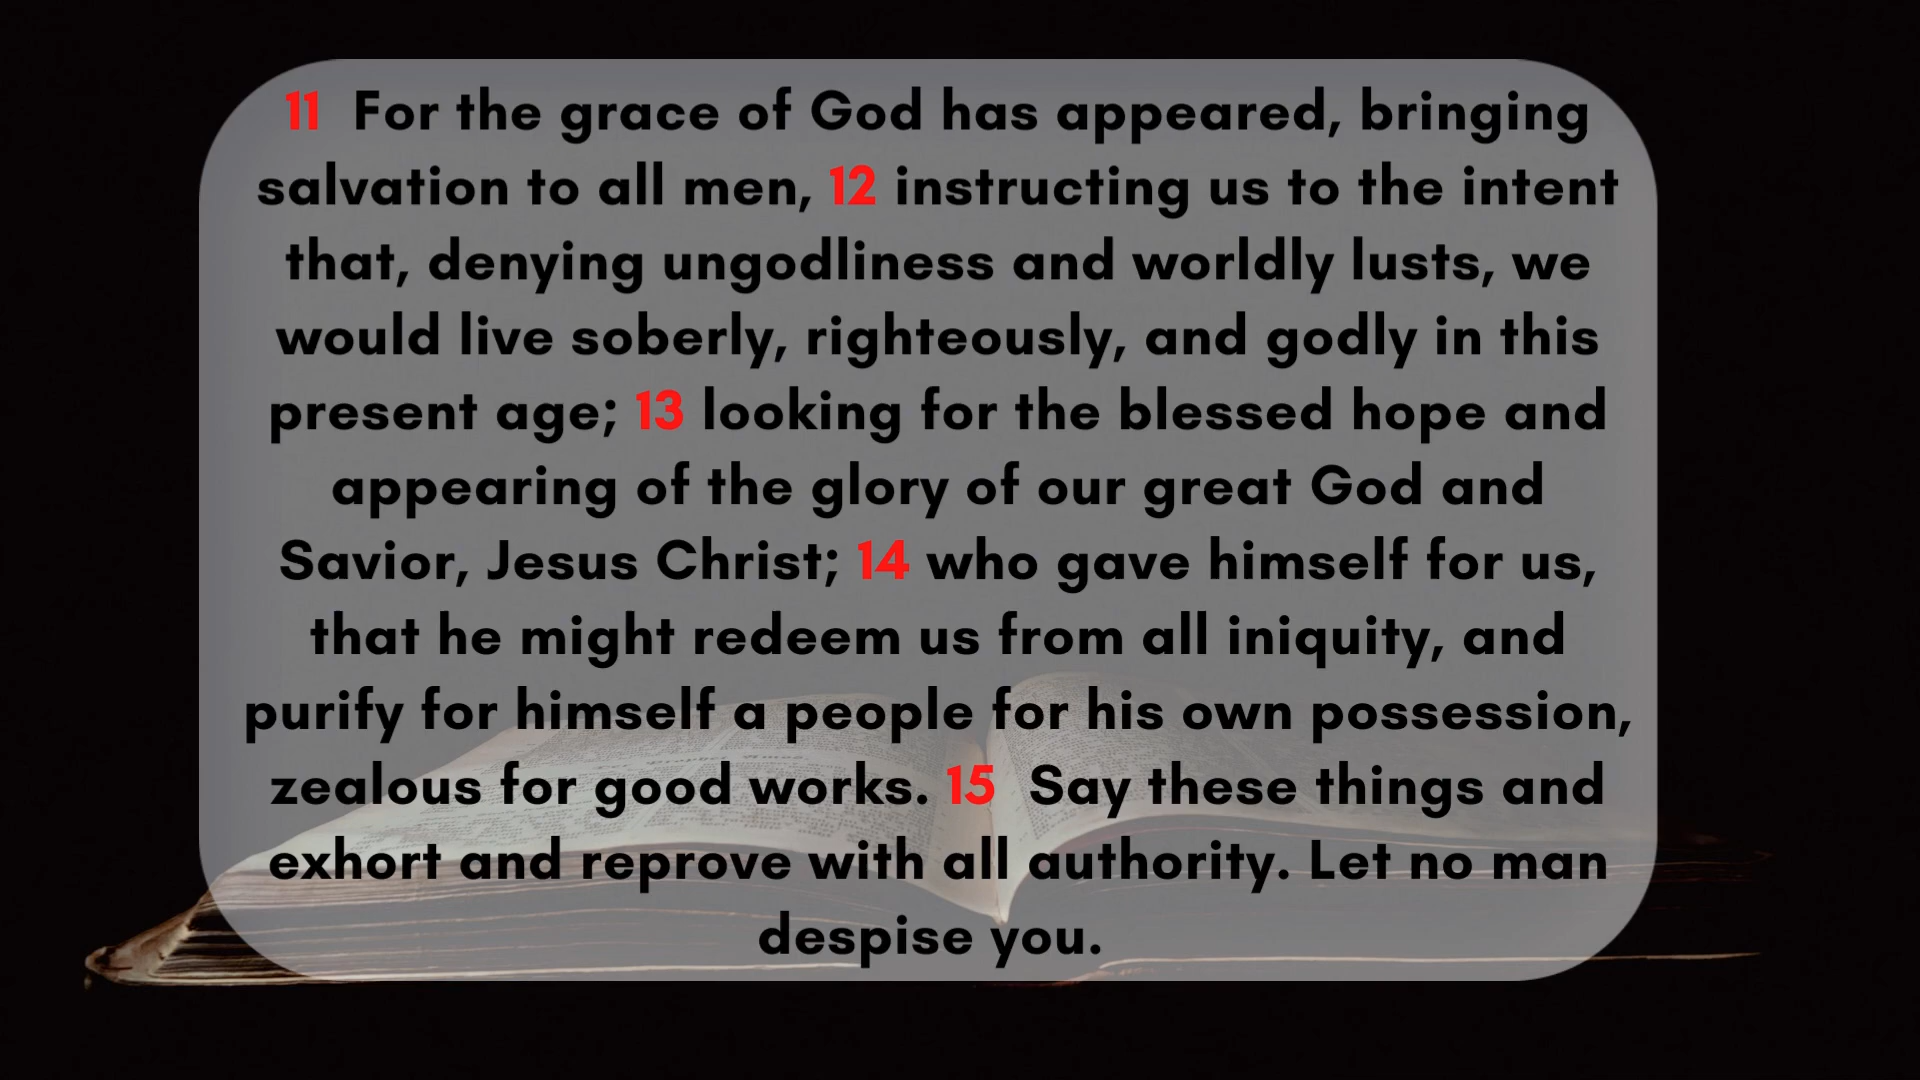 11 For the grace of God has appeared, bringing
salvation to all men, 12 instructing us to the intent
that, denying ungodliness and worldly lusts, we
would live soberly, righteously, and godly in this
present age; 13 looking for the blessed hope and
appearing of the glory of our great God and
Savior, Jesus Christ; 14 who gave himself for us,
that he might redeem us from all iniquity, and
purify for himself a people for his own possession,
zealous for good works. 15 Say these things and
exhort and reprove with all authority. Let no man
despise you.